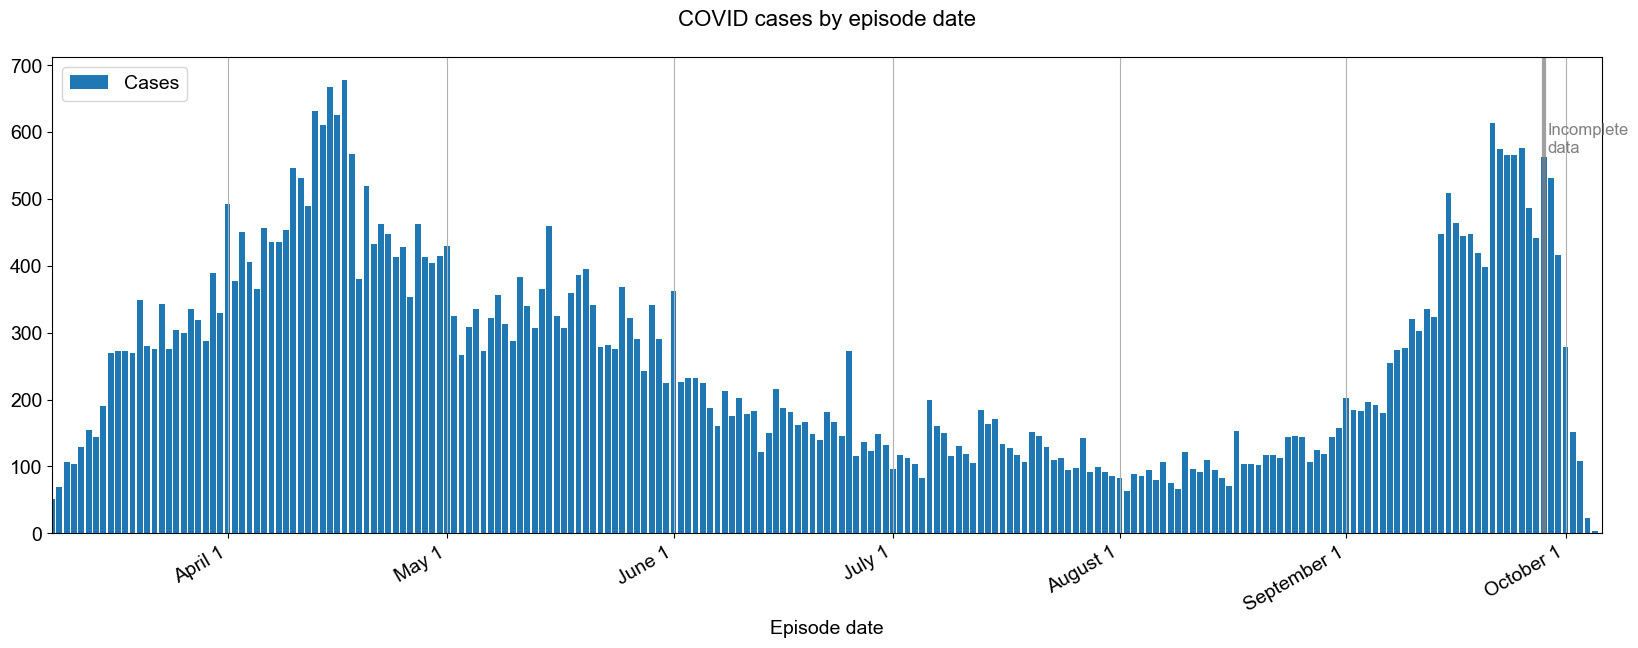 COVID cases by episode date
700
600
500
400
300
200
100
0
Cases
Incomplete
data
April 1
May 1
June 1
July 1
August 1
September 1
October 1
Episode date